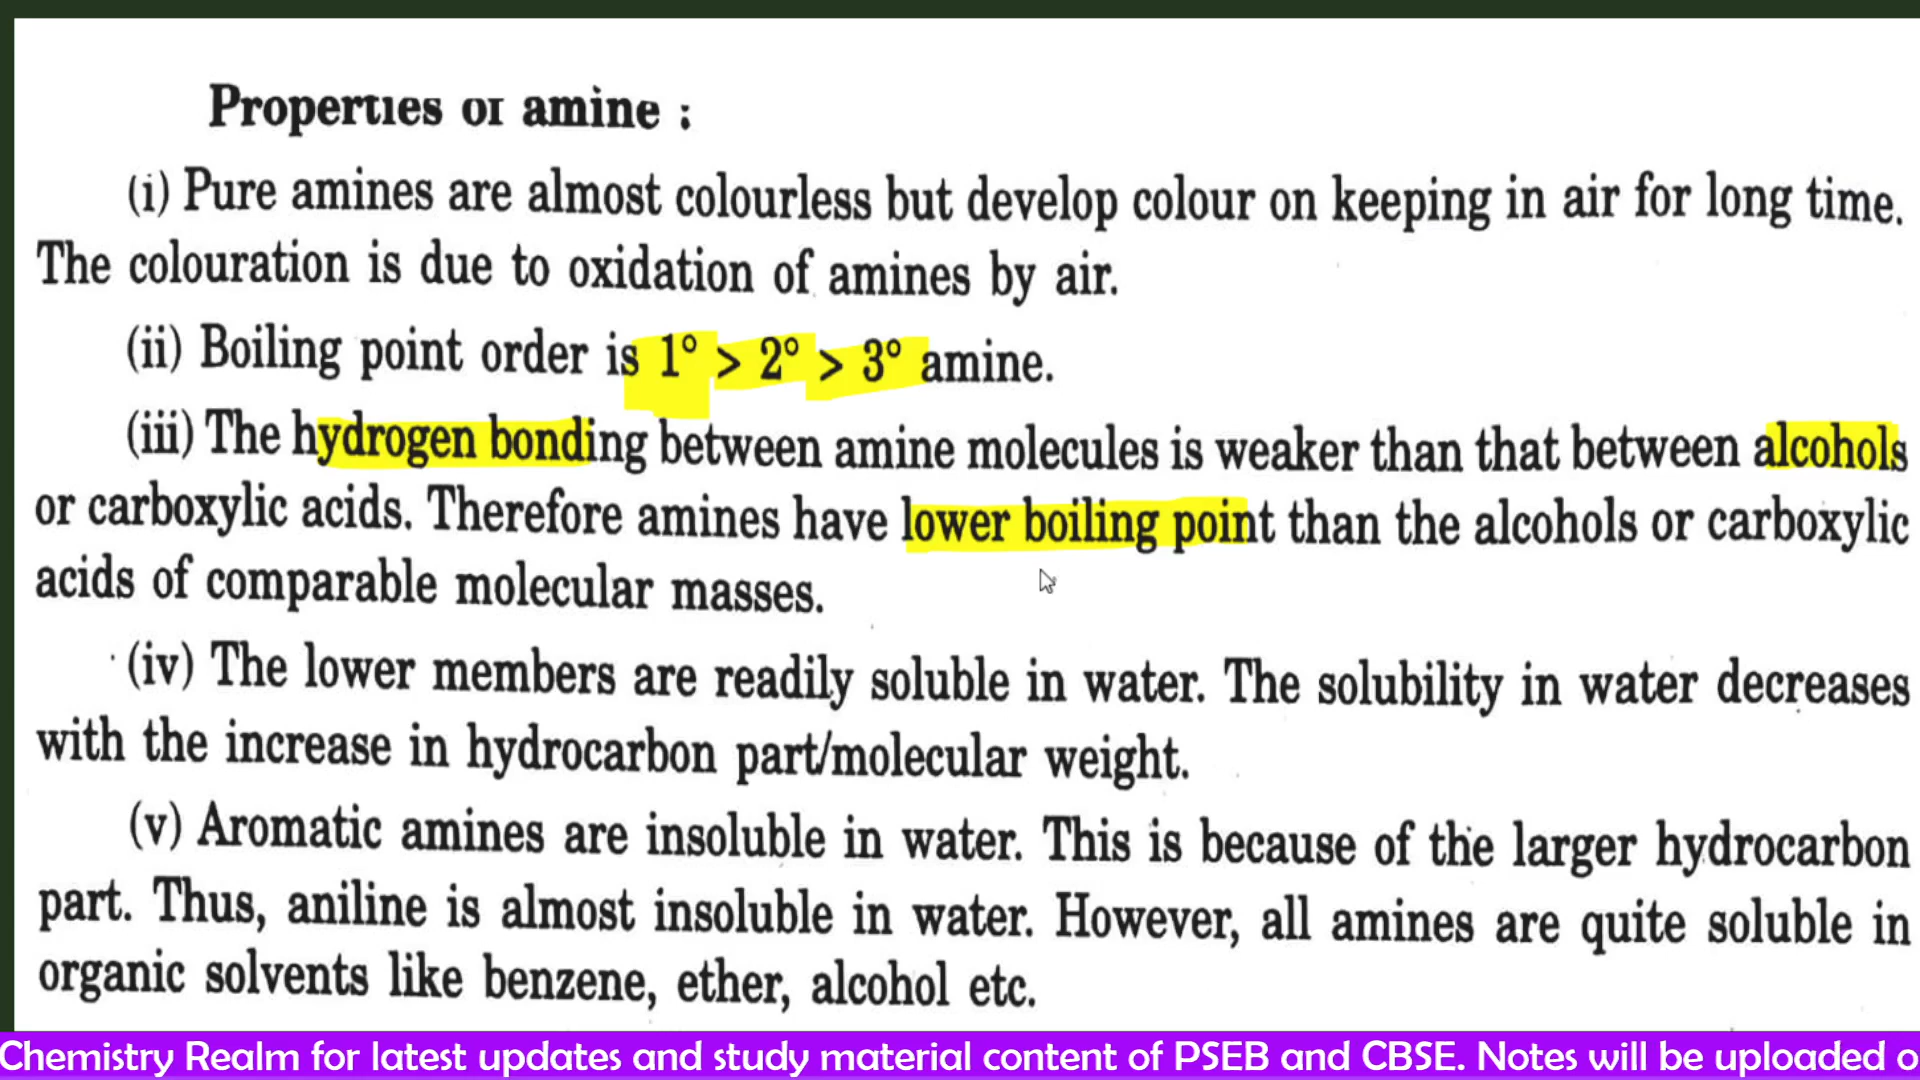 Properties of amine :
(i) Pure amines are almost colourless but develop colour on keeping in air for long time.
The colouration is due to oxidation of amines by air.
(ii) Boiling point order is 1° > 2° > 3° amine.
(iii) The hydrogen bonding between amine molecules is weaker than that between alcohols
or carboxylic acids. Therefore amines have lower boiling point than the alcohols or carboxylic
acids of comparable molecular masses.
(iv) The lower members are readily soluble in water. The solubility in water decreases
with the increase in hydrocarbon part/molecular weight.
(v) Aromatic amines are insoluble in water. This is because of the larger hydrocarbon
part. Thus, aniline is almost insoluble in water. However, all amines are quite soluble in
organic solvents like benzene, ether, alcohol etc.
Chemistry Realm for latest updates and study material content of PSEB and CBSE. Notes will be uploaded o